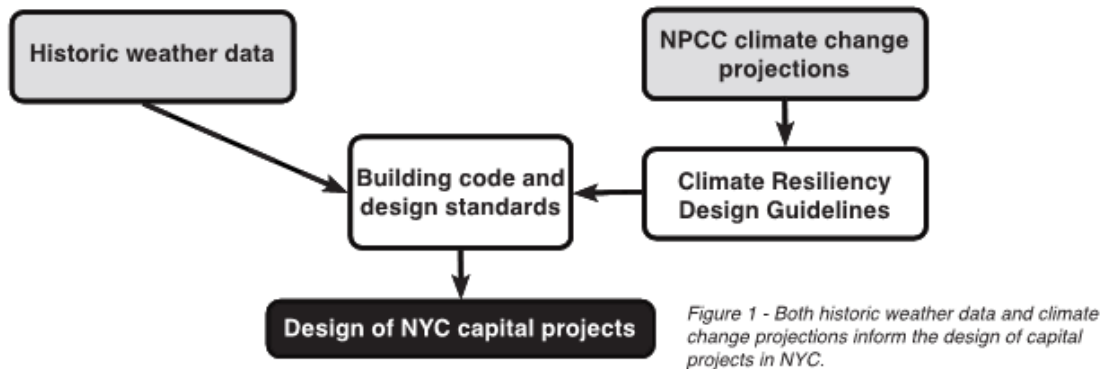 Historic weather data
NPCC climate change
projections
Building code and
design standards
Climate Resiliency
Design Guidelines
Design of NYC capital projects
Figure 1 - Both historic weather data and climate
change projections inform the design of capital
projects in NYC.